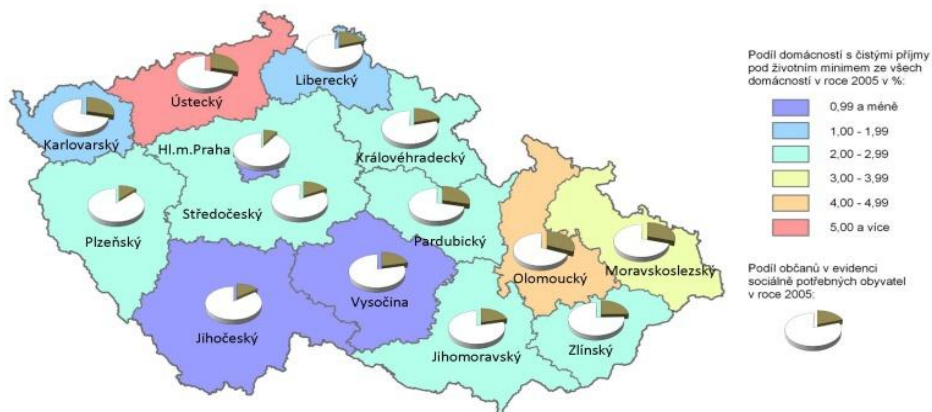 Liberecký
Ústecký
Karlovarský
Hl.m.Praha
Královéhradecký
Středočeský
Plzeňský
Pardubický
Olomoucký
Moravskoslezský
Vysočina
Jihočeský
Jihomoravský
Zlínský
Podíl domácností s čistými příjmy
pod životním minimem ze všech
domácností v roce 2005 v %:
0,99 a méně
1,00 - 1,99
2,00 - 2,99
3,00 - 3,99
4,00 - 4,99
5,00 a více
Podíl občanů v evidenci
sociálně potřebných obyvatel
v roce 2005: